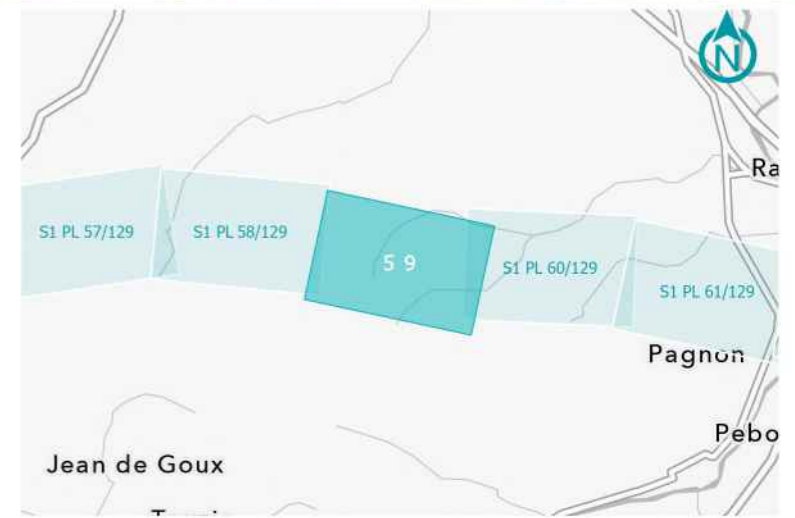 N
Ra
S1 PL 57/129
S1 PL 58/129
5 9
S1 PL 60/129
S1 PL 61/129
Pagnon
Pebo
Jean de Goux